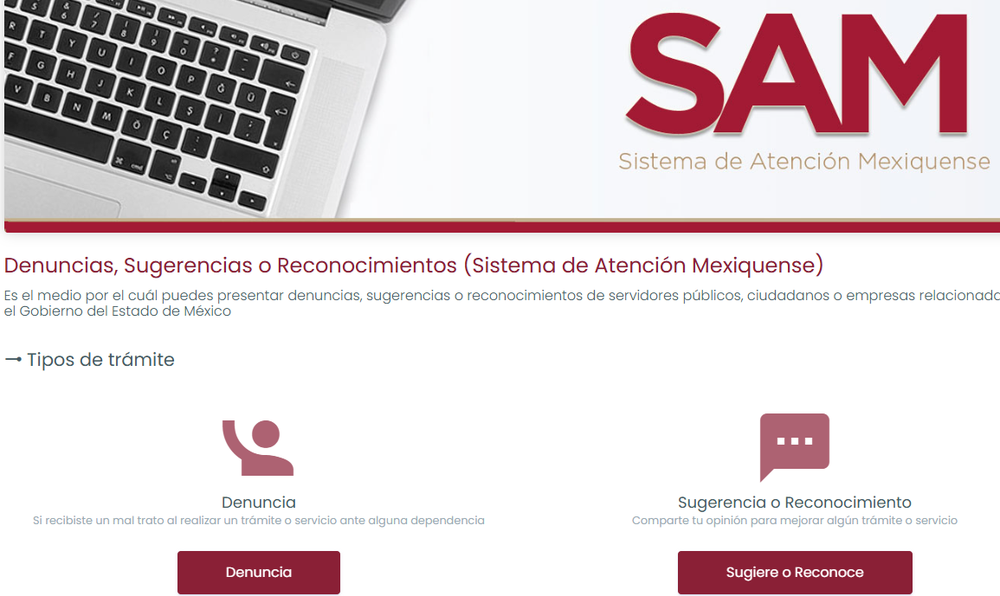 SAM
Sistema de Atención Mexiquense
Denuncias, Sugerencias o Reconocimientos (Sistema de Atención Mexiquense)
Es el medio por el cuál puedes presentar denuncias, sugerencias o reconocimientos de servidores públicos, ciudadanos o empresas relacionada
el Gobierno del Estado de México
Tipos de trámite
Denuncia
Si recibiste un mal trato al realizar un trámite o servicio ante alguna dependencia
Denuncia
Sugerencia o Reconocimiento
Comparte tu opinión para mejorar algún trámite o servicio
Sugiere o Reconoce